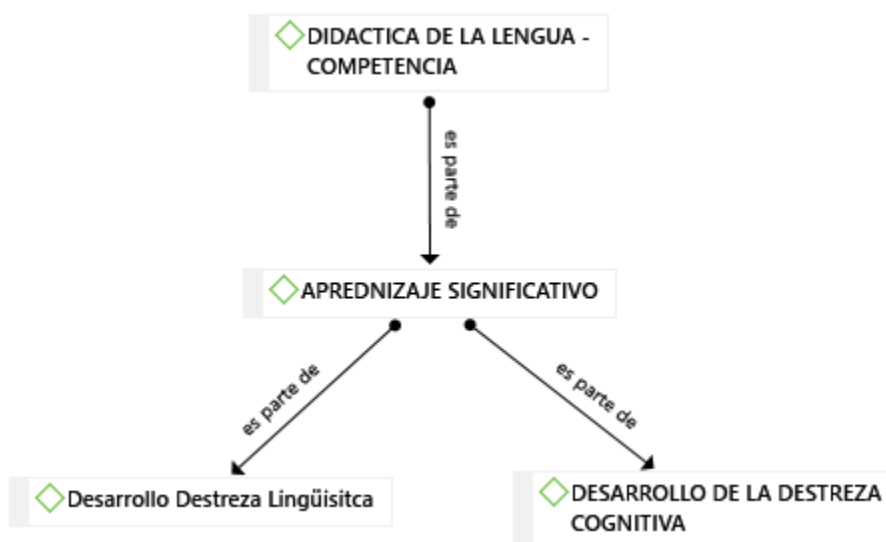 DIDACTICA DE LA LENGUA -
COMPETENCIA
es parte de
APREDNIZAJE SIGNIFICATIVO
es parte de
es parte de
Desarrollo Destreza Lingüisitca
DESARROLLO DE LA DESTREZA
COGNITIVA